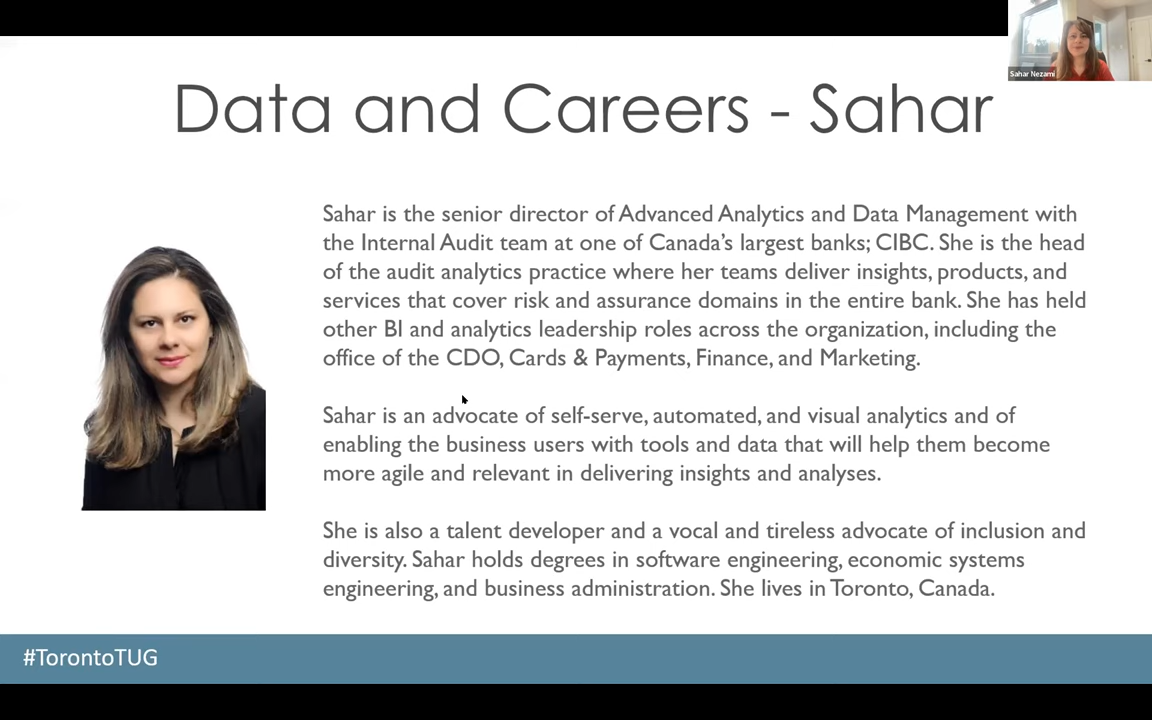 Sahar Nezami
Data and Careers - Sahar
Sahar is the senior director of Advanced Analytics and Data Management with
the Internal Audit team at one of Canada’s largest banks; CIBC. She is the head
of the audit analytics practice where her teams deliver insights, products, and
services that cover risk and assurance domains in the entire bank. She has held
other BI and analytics leadership roles across the organization, including the
office of the CDO, Cards & Payments, Finance, and Marketing.
Sahar is an advocate of self-serve, automated, and visual analytics and of
enabling the business users with tools and data that will help them become
more agile and relevant in delivering insights and analyses.
She is also a talent developer and a vocal and tireless advocate of inclusion and
diversity. Sahar holds degrees in software engineering, economic systems
engineering, and business administration. She lives in Toronto, Canada.
#TorontoTUG